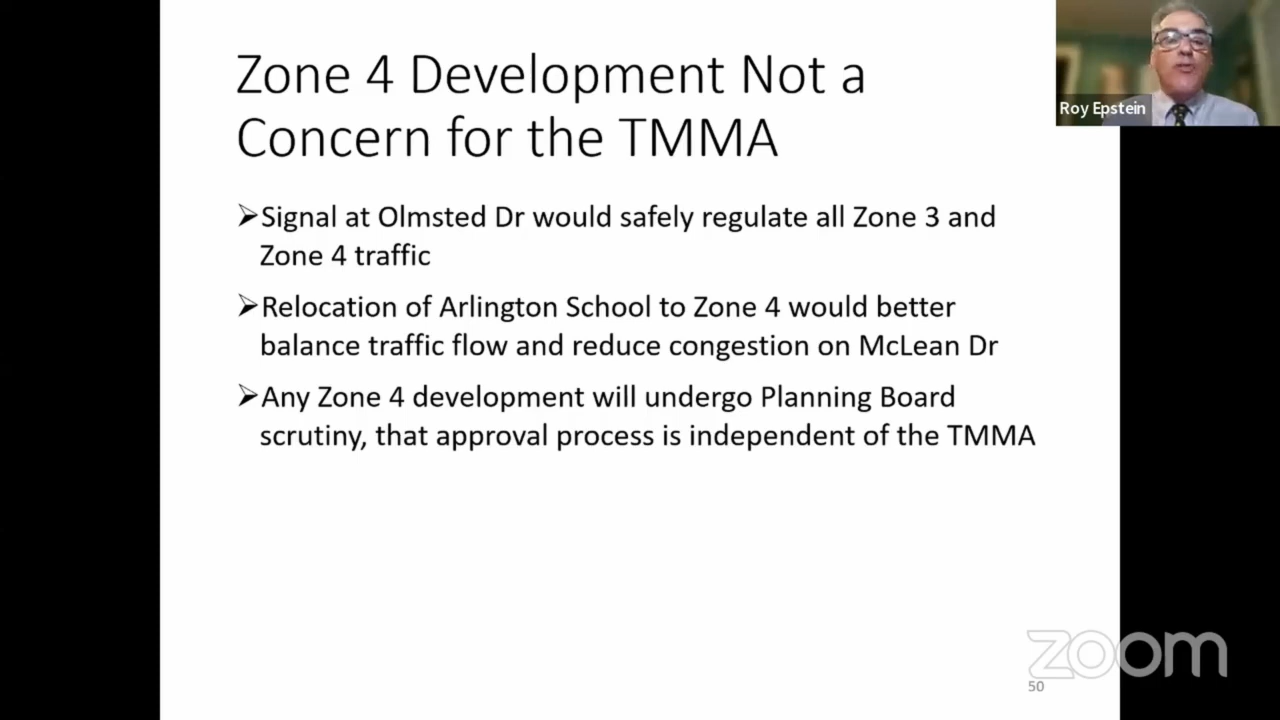 Zone 4 Development Not a
Concern for the TMMA
Roy Epstein
➢Signal at Olmsted Dr would safely regulate all Zone 3 and
Zone 4 traffic
➢Relocation of Arlington School to Zone 4 would better
balance traffic flow and reduce congestion on McLean Dr
➢Any Zone 4 development will undergo Planning Board
scrutiny, that approval process is independent of the TMMA
zoom
50